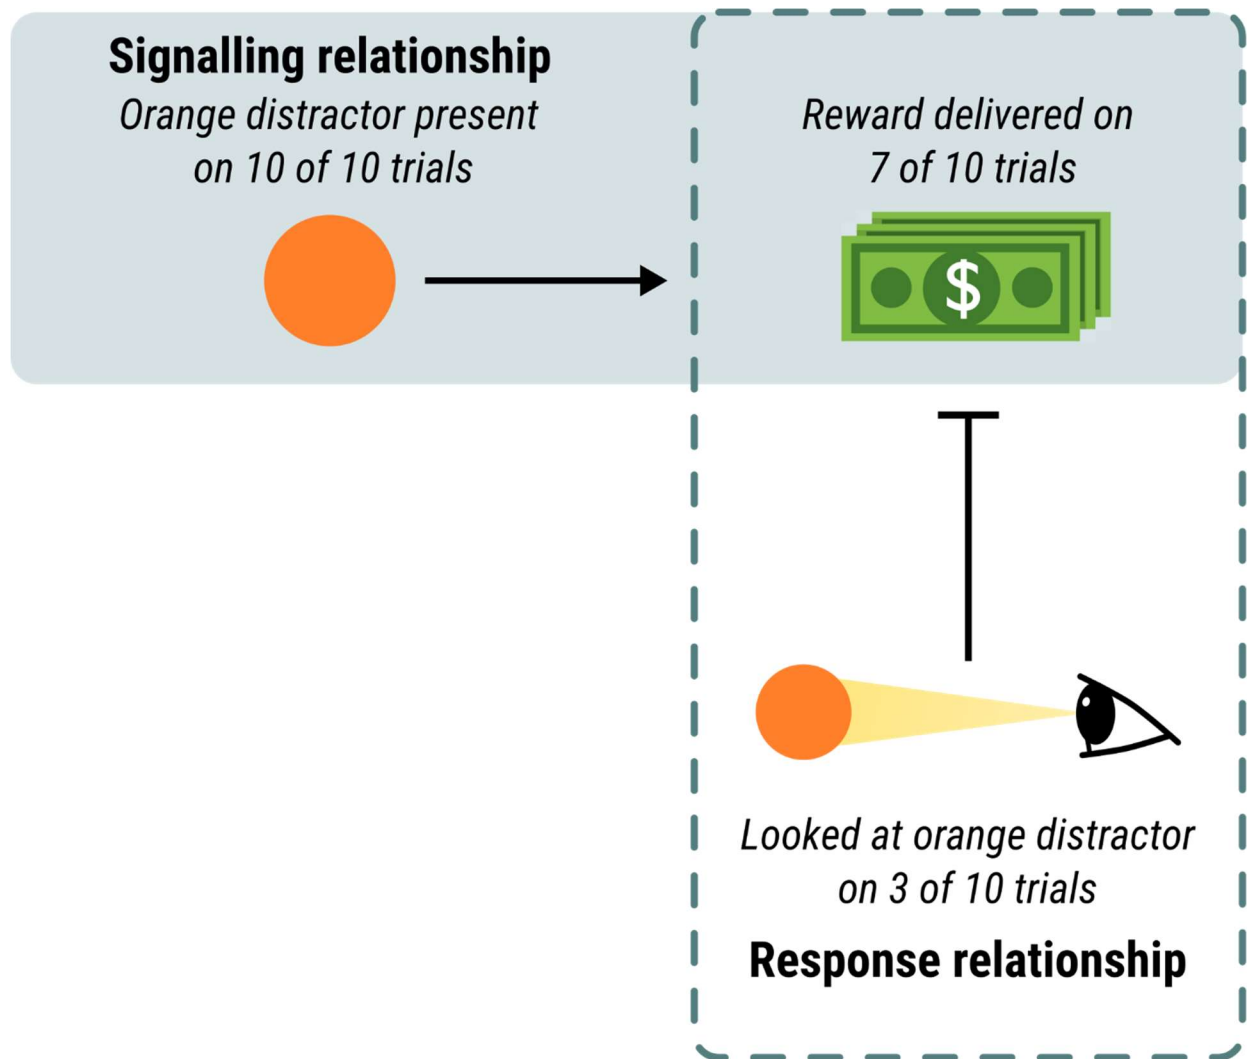 Signalling relationship
Orange distractor present
on 10 of 10 trials
Reward delivered on
7 of 10 trials
$
Looked at orange distractor
on 3 of 10 trials
Response relationship